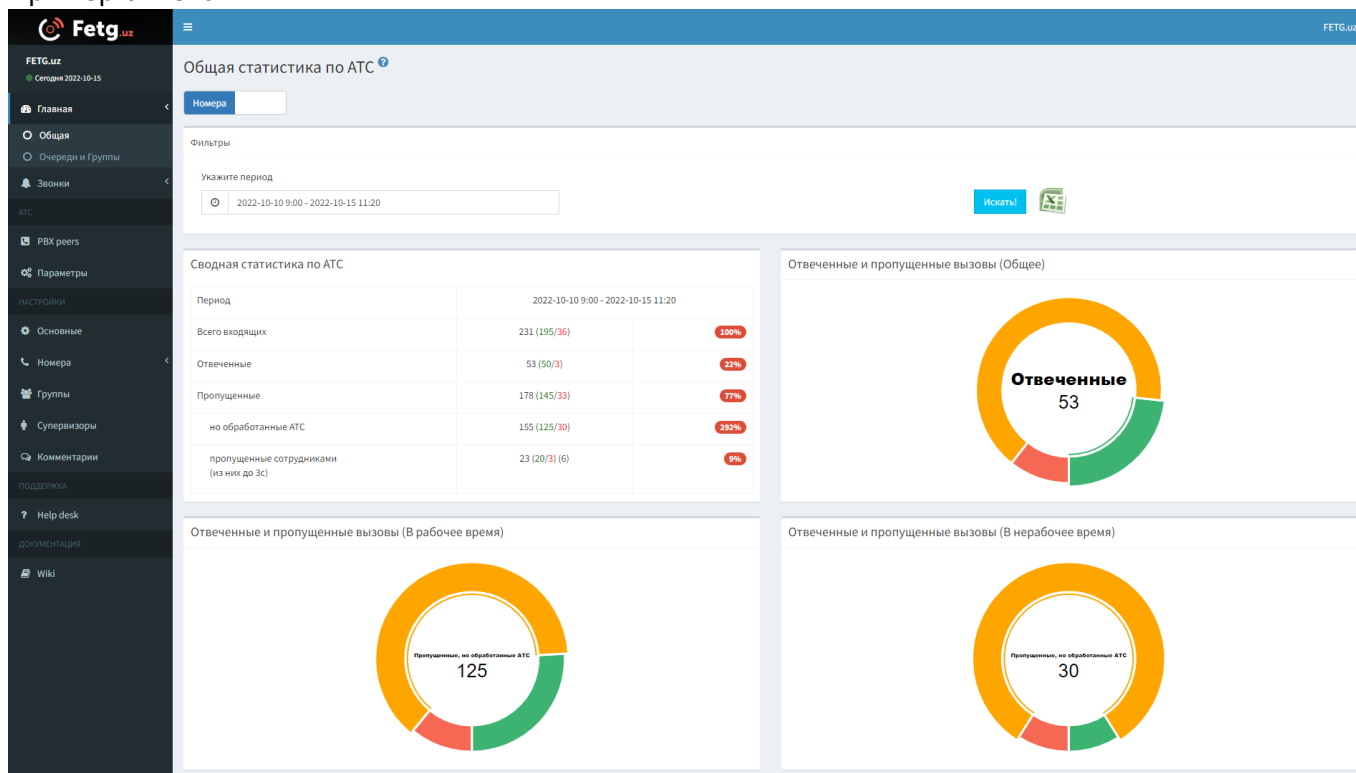 Fetg.uz
FETG.uz
FETG.uz
Сегодня 2022-10-15
Главная
Общая
Очереди и Группы
Звонки
АТС
PBX peers
Параметры
НАСТРОЙКИ
Основные
Номера
Группы
Супервизоры
Комментарии
ПОДДЕРЖКА
? Help desk
ДОКУМЕНТАЦИЯ
Wiki
Общая статистика по АТС ?
Номера
Фильтры
Укажите период
2022-10-10 9:00 - 2022-10-15 11:20
Искать!
Сводная статистика по АТС
Период 2022-10-10 9:00 - 2022-10-15 11:20
Всего входящих 231 (195/36) 100%
Отвеченные 53 (50/3) 22%
Пропущенные 178 (145/33) 77%
но обработанные АТС 155 (125/30) 292%
пропущенные сотрудниками 23 (20/3) (6) 9%
(из них до 3с)
Отвеченные и пропущенные вызовы (Общее)
Отвеченные
53
Отвеченные и пропущенные вызовы (В рабочее время)
Пропущенные, но обработанные АТС
125
Отвеченные и пропущенные вызовы (В нерабочее время)
Пропущенные, но обработанные АТС
30